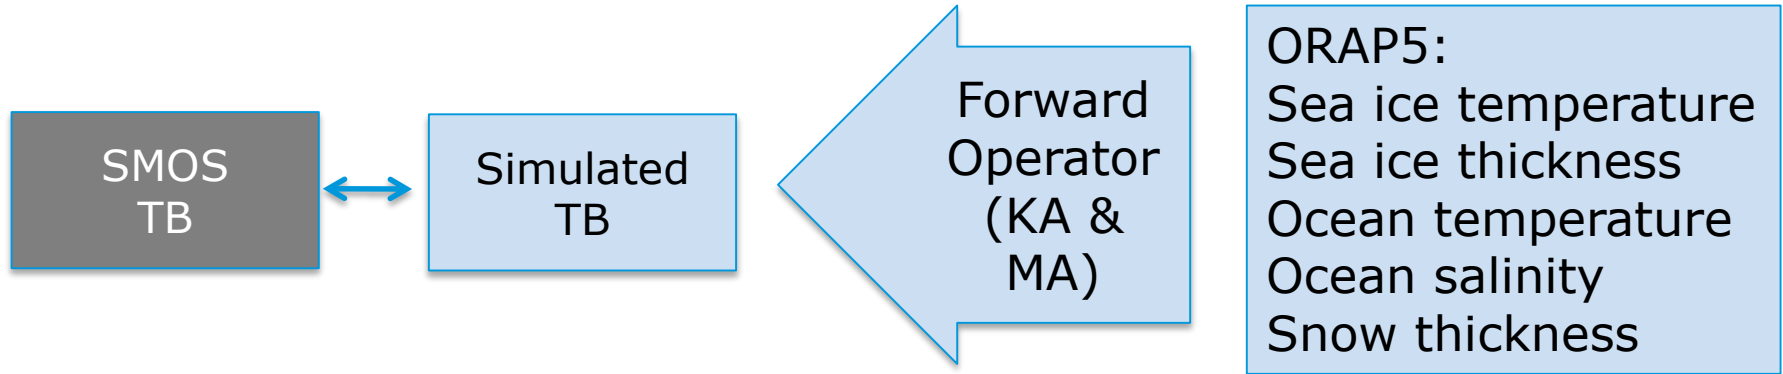 SMOS
TB
Simulated
TB
Forward
Operator
(KA &
MA)
ORAP5:
Sea ice temperature
Sea ice thickness
Ocean temperature
Ocean salinity
Snow thickness